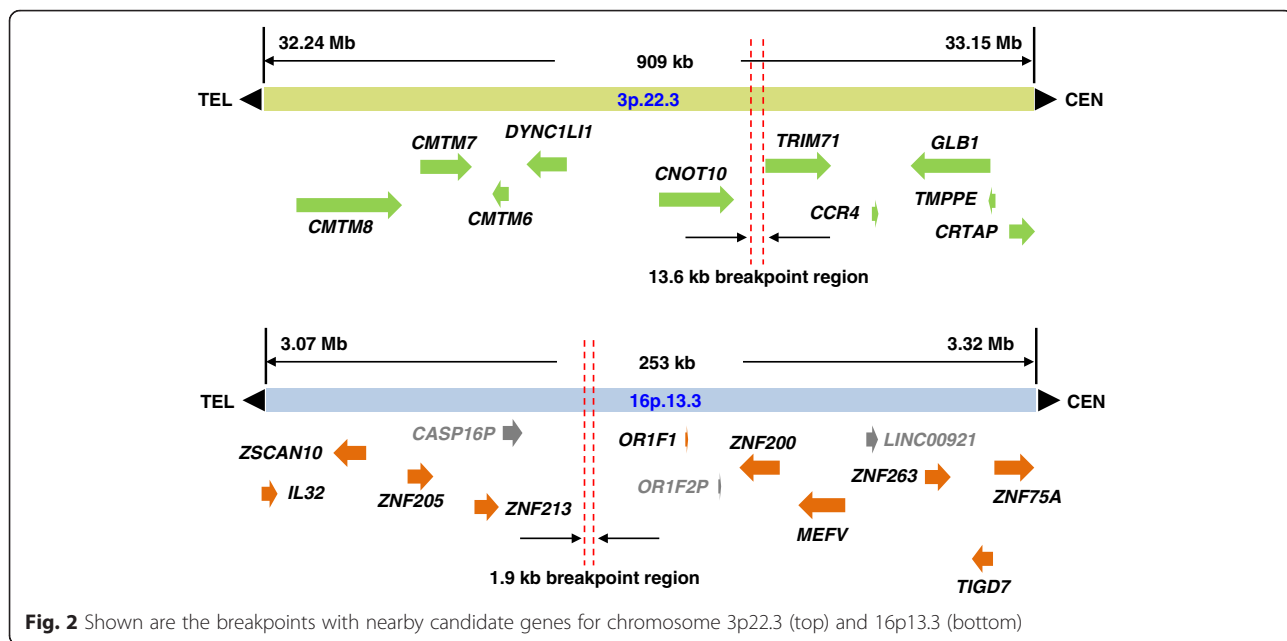 32.24 Mb
33.15 Mb
909 kb
TEL
3p.22.3
CEN
CMTM7
DYNC1LI1
TRIM71
GLB1
CNOT10
CMTM8
CMTM6
CCR4
TMPPE
CRTAP
13.6 kb breakpoint region
3.07 Mb
3.32 Mb
253 kb
TEL
16p.13.3
CEN
CASP16P
OR1F1
ZNF200
LINC00921
ZSCAN10
OR1F2P
ZNF263
IL32
ZNF205
ZNF213
ZNF75A
MEFV
1.9 kb breakpoint region
TIGD7
Fig. 2 Shown are the breakpoints with nearby candidate genes for chromosome 3p22.3 (top) and 16p13.3 (bottom)